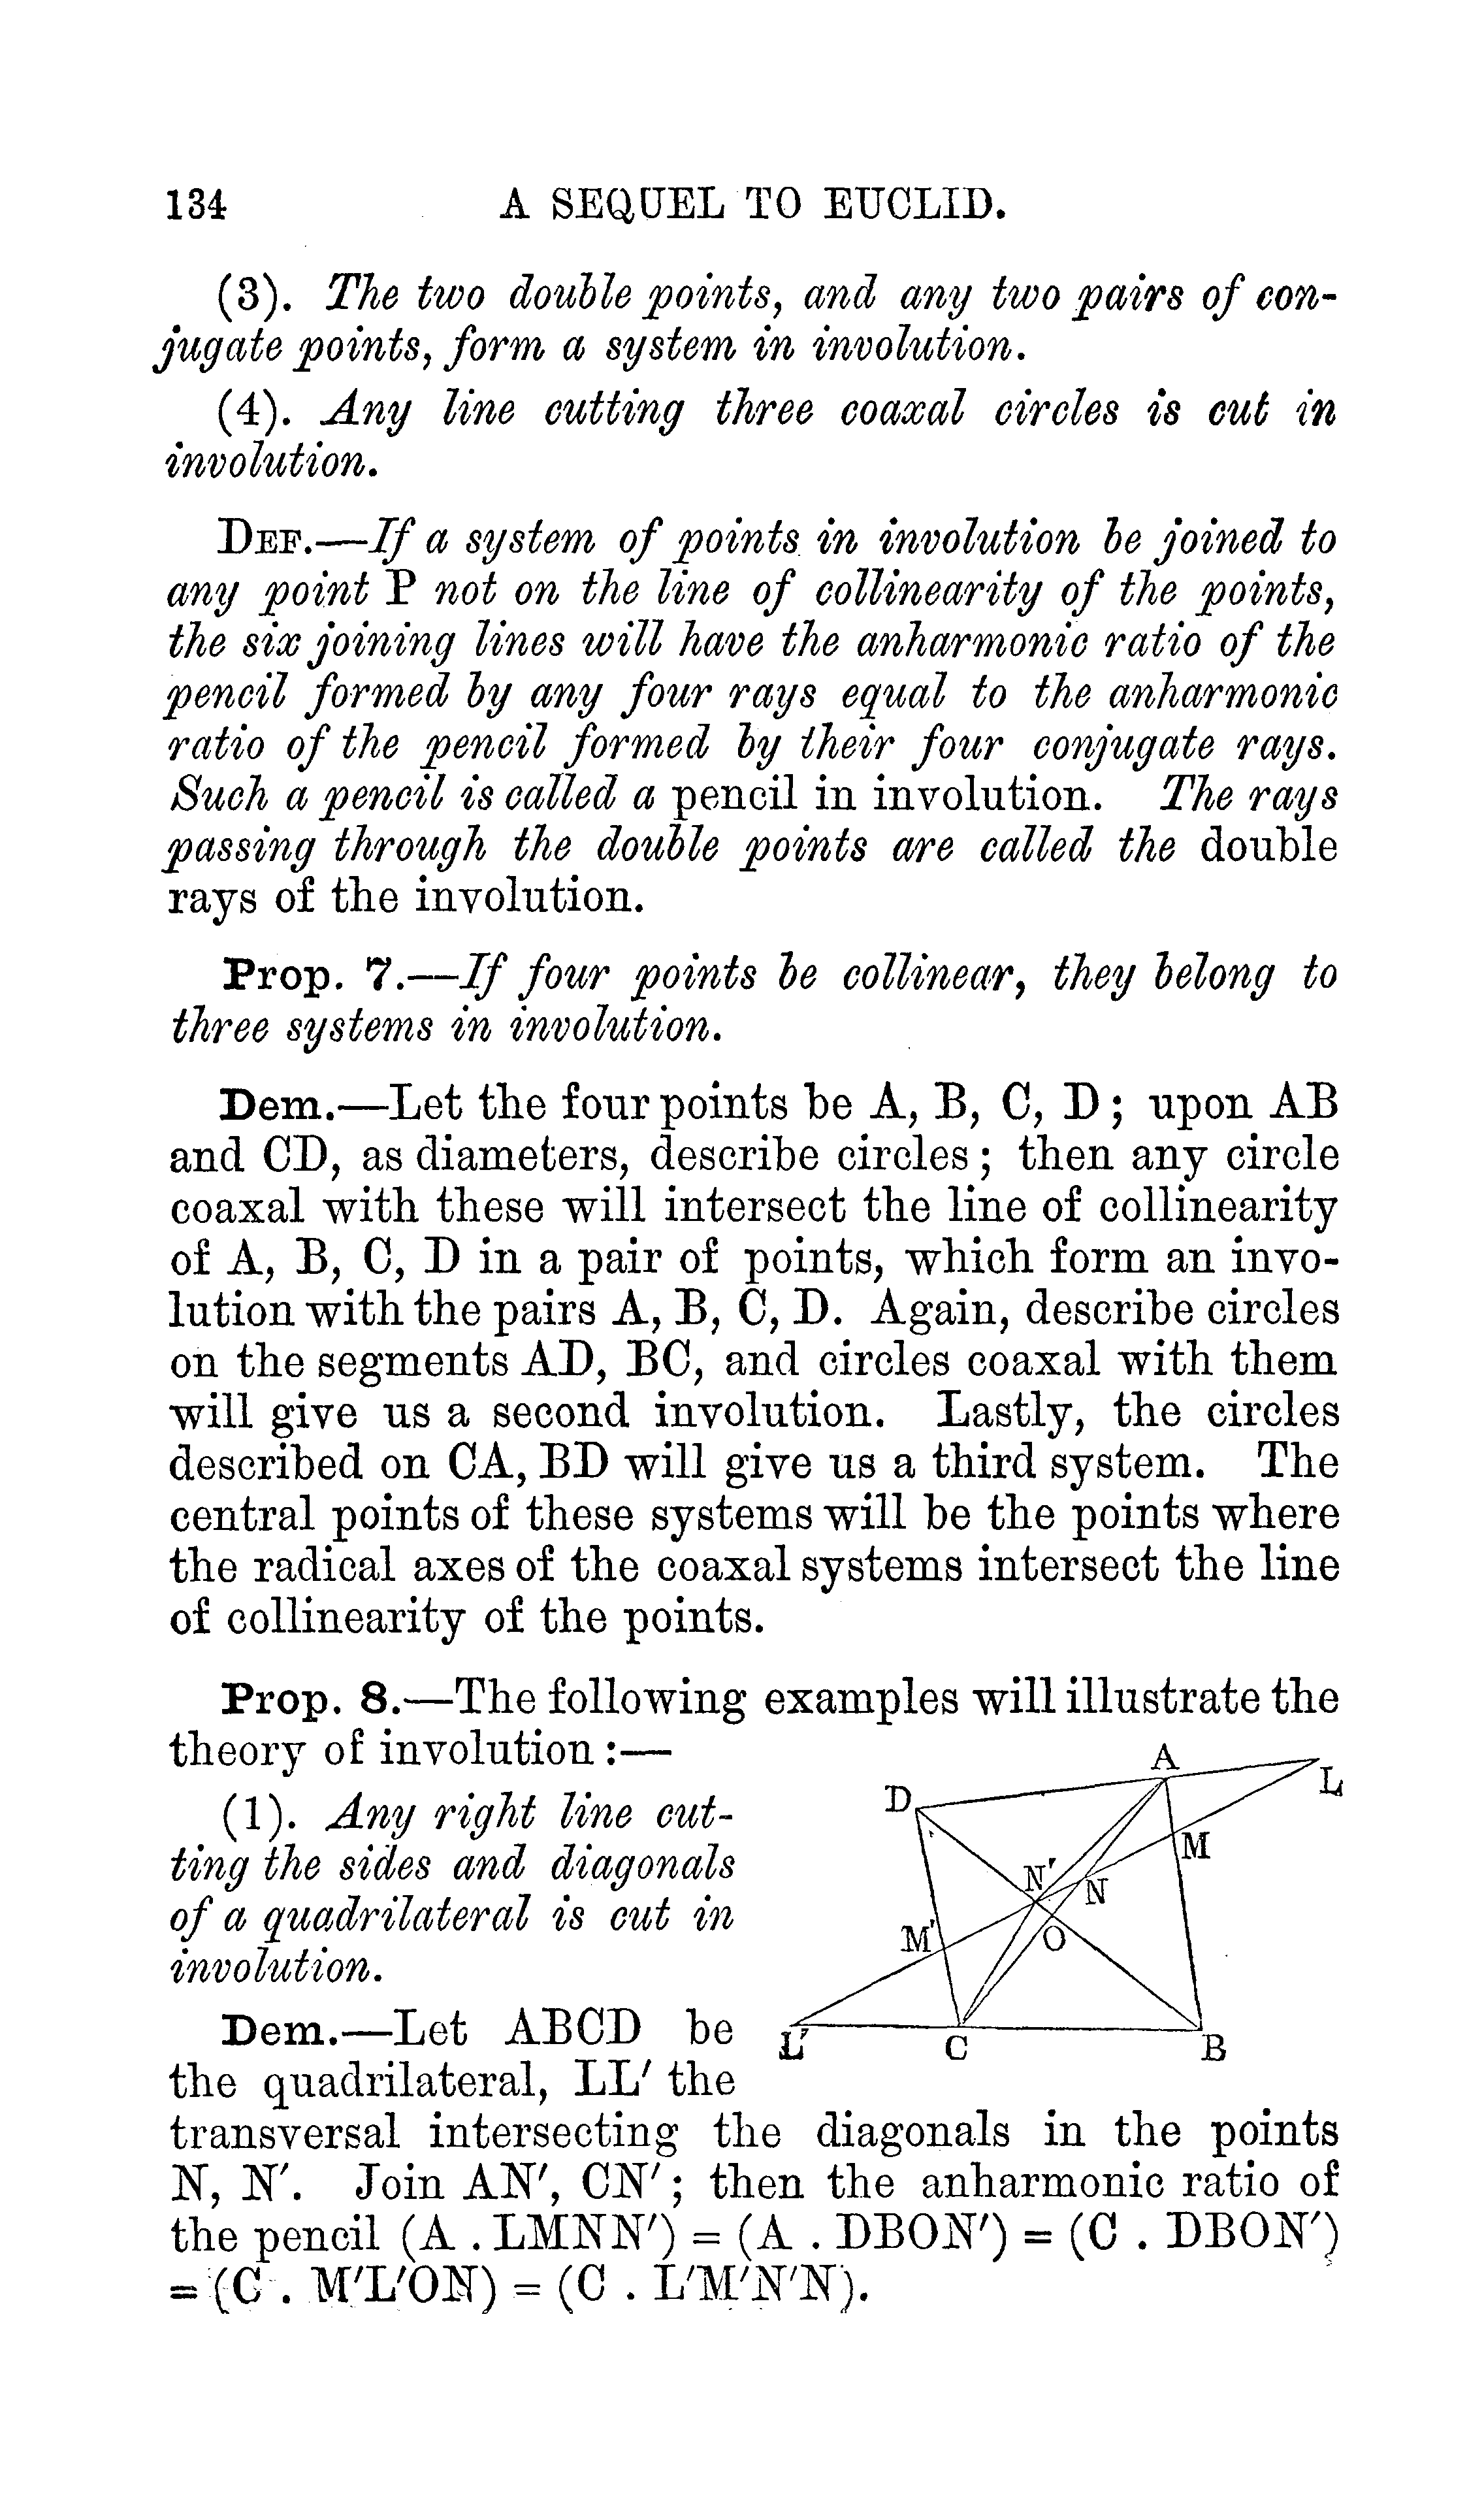 134 A SEQUEL TO EUCLID.
(3). The two double points, and any two pairs of con-
jugate points, form a system in involution.
(4). Any line cutting three coaxal circles is cut in
involution.
DEF.—If a system of points in involution be joined to
any point P not on the line of collinearity of the points,
the six joining lines will have the anharmonic ratio of the
pencil formed by any four rays equal to the anharmonic
ratio of the pencil formed by their four conjugate rays.
Such a pencil is called a pencil in involution. The rays
passing through the double points are called the double
rays of the involution.
Prop. 7.—If four points be collinear, they belong to
three systems in involution.
Dem.—Let the four points be A, B, C, D; upon AB
and CD, as diameters, describe circles; then any circle
coaxal with these will intersect the line of collinearity
of A, B, C, D in a pair of points, which form an invo-
lution with the pairs A, B, C, D. Again, describe circles
on the segments AD, BC, and circles coaxal with them
will give us a second involution. Lastly, the circles
described on CA, BD will give us a third system. The
central points of these systems will be the points where
the radical axes of the coaxal systems intersect the line
of collinearity of the points.
Prop. 8.—The following examples will illustrate the
theory of involution:—
(1). Any right line cut-
ting the sides and diagonals
of a quadrilateral is cut in
involution.
Dem.—Let ABCD be
the quadrilateral, LL′ the
transversal intersecting the diagonals in the points
N, N′. Join AN′, CN′; then the anharmonic ratio of
the pencil (A . LMNN′) = (A . DBON′) = (C . DBON′)
= (C . M′L′ON) = (C . L′M′N′N).
A
L
D
M
N′
N
M′
O
L′
C
B